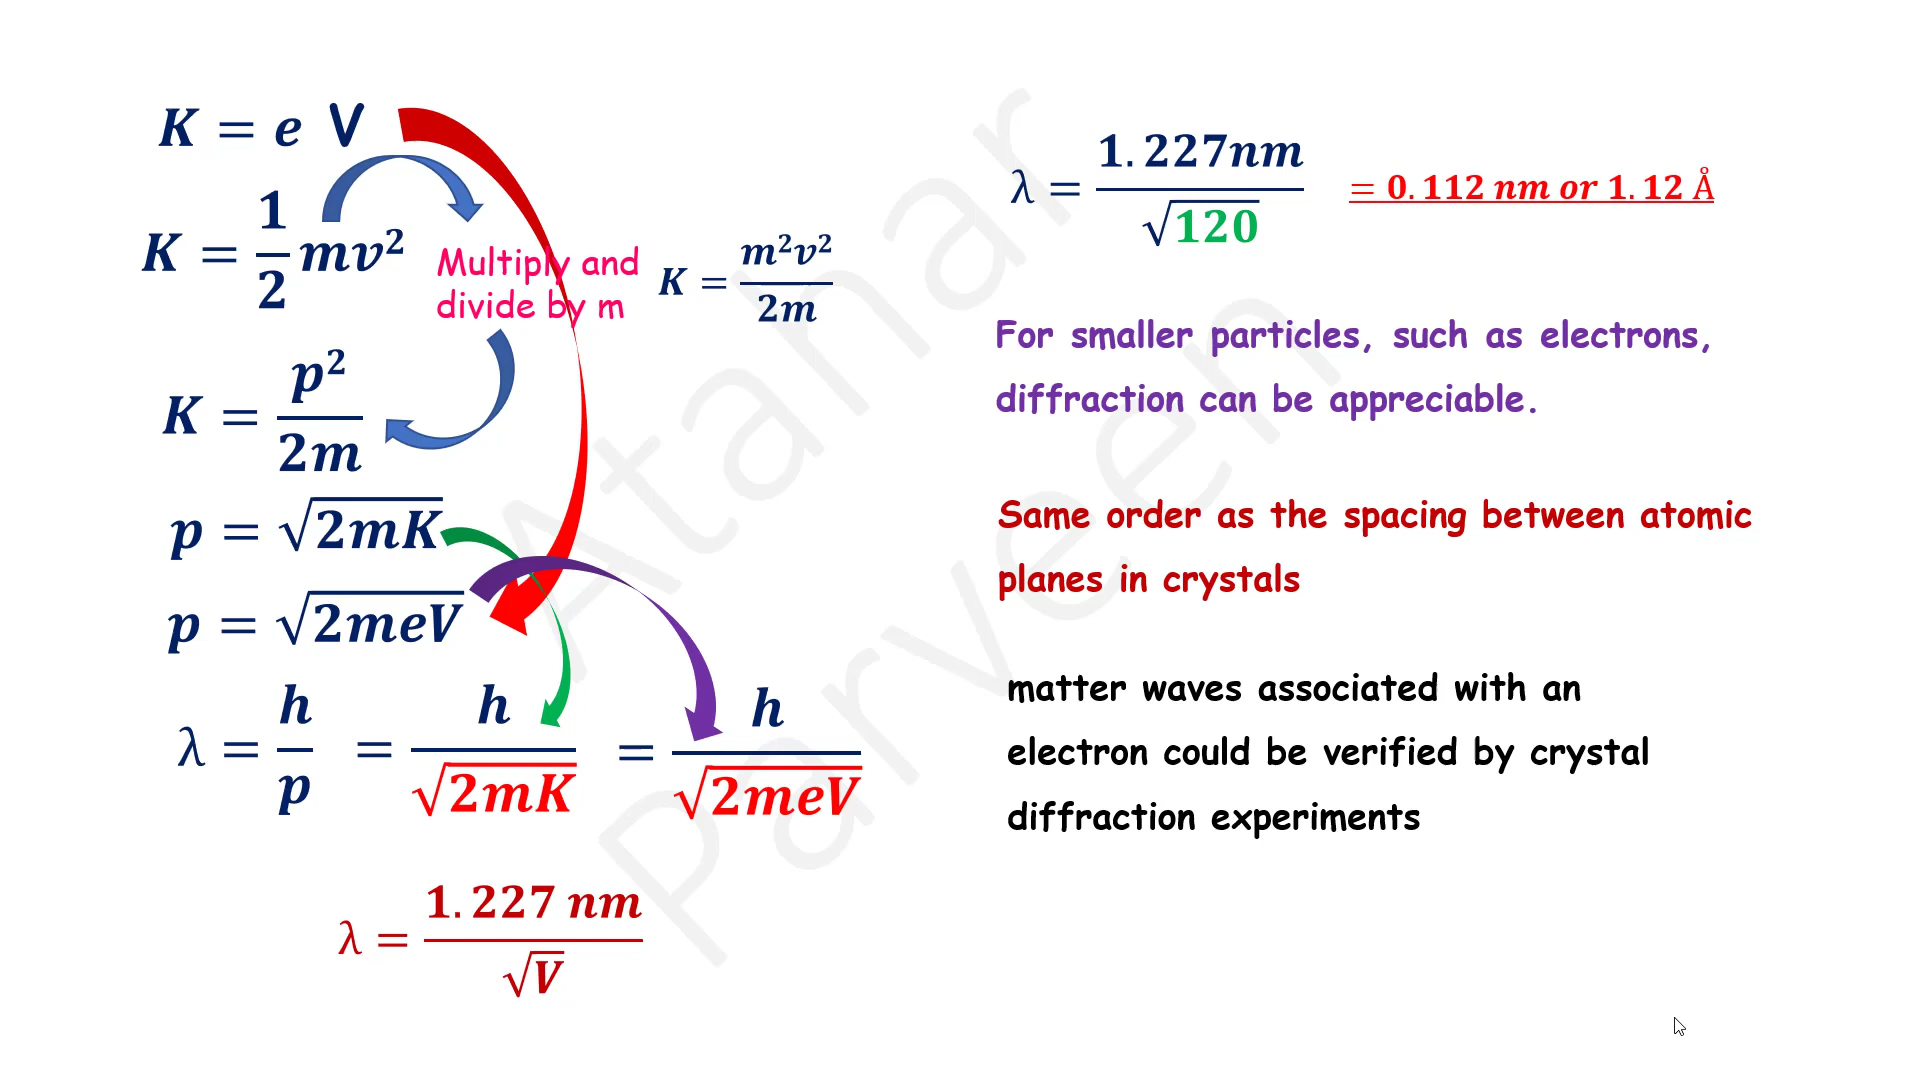 K = e V
K = 1/2 mv²
Multiply and
divide by m
K = m²v²/2m
K = p²/2m
p = √2mK
p = √2meV
λ = h/p = h/√2mK = h/√2meV
λ = 1.227 nm/√V
λ = 1.227nm/√120 = 0.112 nm or 1.12 Å
For smaller particles, such as electrons,
diffraction can be appreciable.
Same order as the spacing between atomic
planes in crystals
matter waves associated with an
electron could be verified by crystal
diffraction experiments
Atahar
Parveen